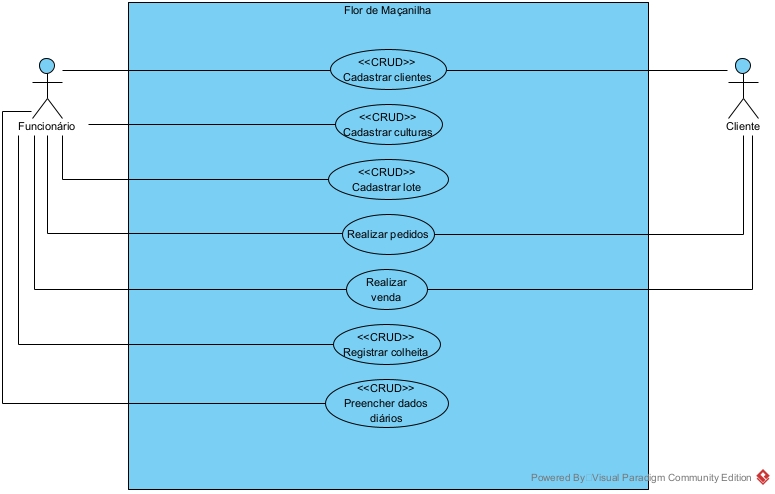 Flor de Maçanilha
<<CRUD>>
Cadastrar clientes
Funcionário
Cliente
<<CRUD>>
Cadastrar culturas
<<CRUD>>
Cadastrar lote
Realizar pedidos
Realizar
venda
<<CRUD>>
Registrar colheita
<<CRUD>>
Preencher dados
diários
Powered By Visual Paradigm Community Edition